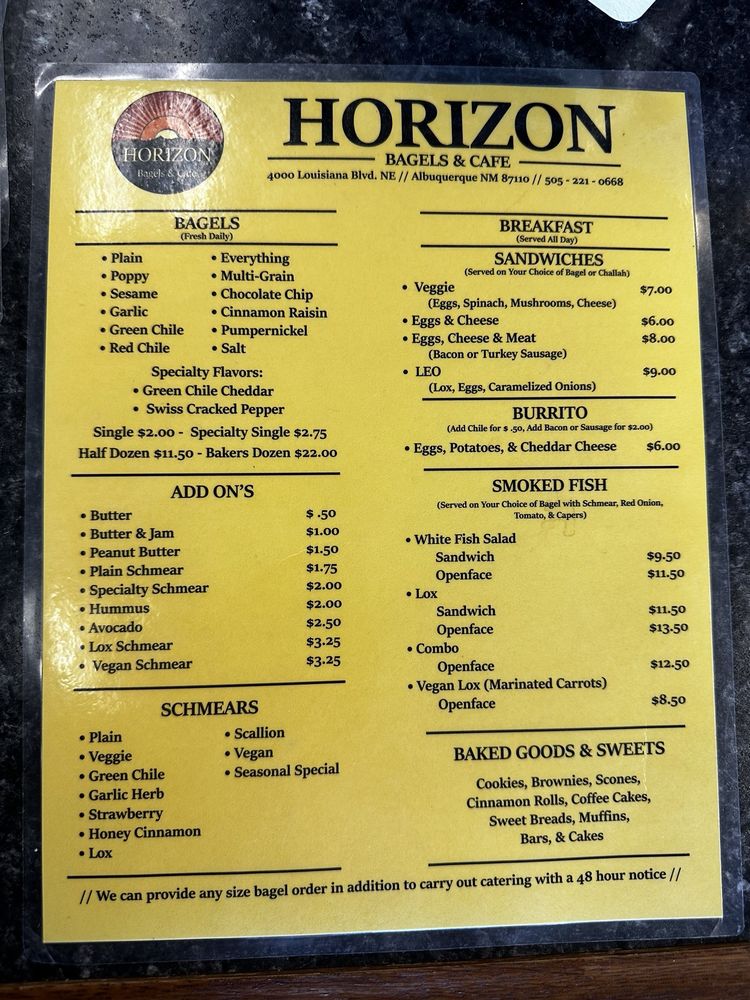 HORIZON
Bagels & Cafe
HORIZON
BAGELS & CAFE
4000 Louisiana Blvd. NE // Albuquerque NM 87110 // 505 - 221 - 0668
BAGELS
(Fresh Daily)
• Plain
• Poppy
• Sesame
• Garlic
• Green Chile
• Red Chile
• Everything
• Multi-Grain
• Chocolate Chip
• Cinnamon Raisin
• Pumpernickel
• Salt
Specialty Flavors:
• Green Chile Cheddar
• Swiss Cracked Pepper
Single $2.00 - Specialty Single $2.75
Half Dozen $11.50 - Bakers Dozen $22.00
ADD ON'S
• Butter $ .50
• Butter & Jam $1.00
• Peanut Butter $1.50
• Plain Schmear $1.75
• Specialty Schmear $2.00
• Hummus $2.00
• Avocado $2.50
• Lox Schmear $3.25
• Vegan Schmear $3.25
SCHMEARS
• Plain
• Veggie
• Green Chile
• Garlic Herb
• Strawberry
• Honey Cinnamon
• Lox
• Scallion
• Vegan
• Seasonal Special
BREAKFAST
(Served All Day)
SANDWICHES
(Served on Your Choice of Bagel or Challah)
• Veggie $7.00
(Eggs, Spinach, Mushrooms, Cheese)
• Eggs & Cheese $6.00
• Eggs, Cheese & Meat $8.00
(Bacon or Turkey Sausage)
• LEO $9.00
(Lox, Eggs, Caramelized Onions)
BURRITO
(Add Chile for $ .50, Add Bacon or Sausage for $2.00)
• Eggs, Potatoes, & Cheddar Cheese $6.00
SMOKED FISH
(Served on Your Choice of Bagel with Schmear, Red Onion,
Tomato, & Capers)
• White Fish Salad
Sandwich $9.50
Openface $11.50
• Lox
Sandwich $11.50
Openface $13.50
• Combo
Openface $12.50
• Vegan Lox (Marinated Carrots)
Openface $8.50
BAKED GOODS & SWEETS
Cookies, Brownies, Scones,
Cinnamon Rolls, Coffee Cakes,
Sweet Breads, Muffins,
Bars, & Cakes
// We can provide any size bagel order in addition to carry out catering with a 48 hour notice //